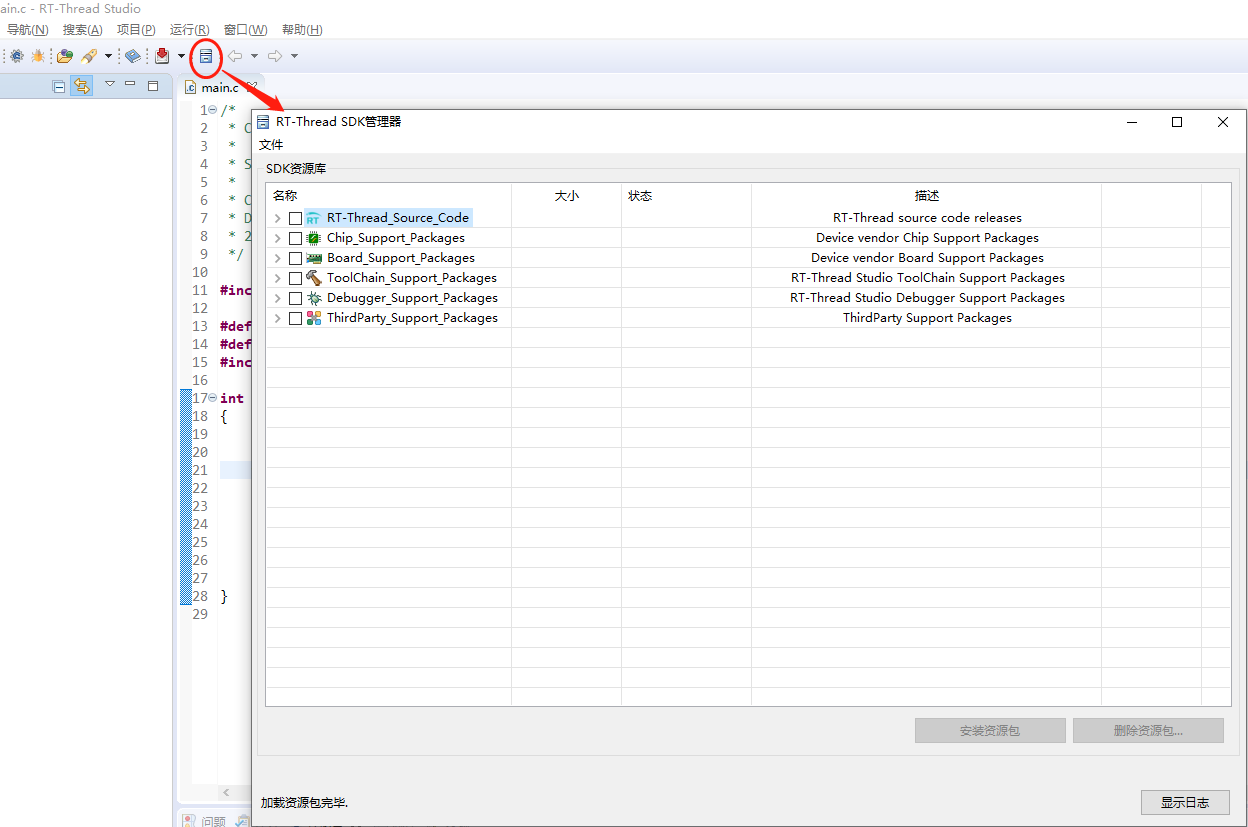 ain.c - RT-Thread Studio
导航(N) 搜索(A) 项目(P) 运行(R) 窗口(W) 帮助(H)
main.c
1 /*
2 * C
3 *
4 * S
5 *
6 * C
7 * D
8 * 2
9 */
10
11 #inc
12
13 #def
14 #def
15 #inc
16
17 int
18 {
19
20
21
22
23
24
25
26
27
28 }
29
问题
RT-Thread SDK管理器
文件
SDK资源库
名称 大小 状态 描述
RT-Thread_Source_Code RT-Thread source code releases
Chip_Support_Packages Device vendor Chip Support Packages
Board_Support_Packages Device vendor Board Support Packages
ToolChain_Support_Packages RT-Thread Studio ToolChain Support Packages
Debugger_Support_Packages RT-Thread Studio Debugger Support Packages
ThirdParty_Support_Packages ThirdParty Support Packages
安装资源包 删除资源包...
加载资源包完毕. 显示日志